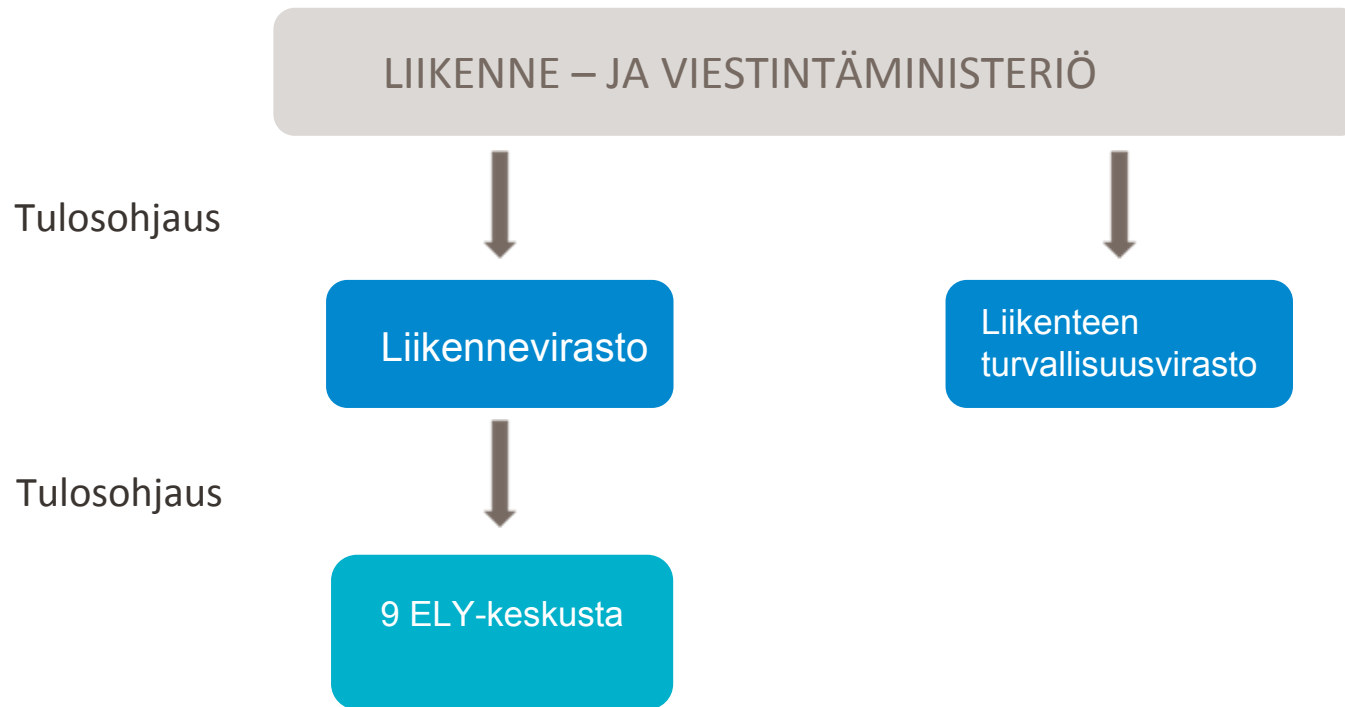 LIIKENNE – JA VIESTINTÄMINISTERIÖ
Tulosohjaus
Liikennevirasto
Liikenteen
turvallisuusvirasto
Tulosohjaus
9 ELY-keskusta